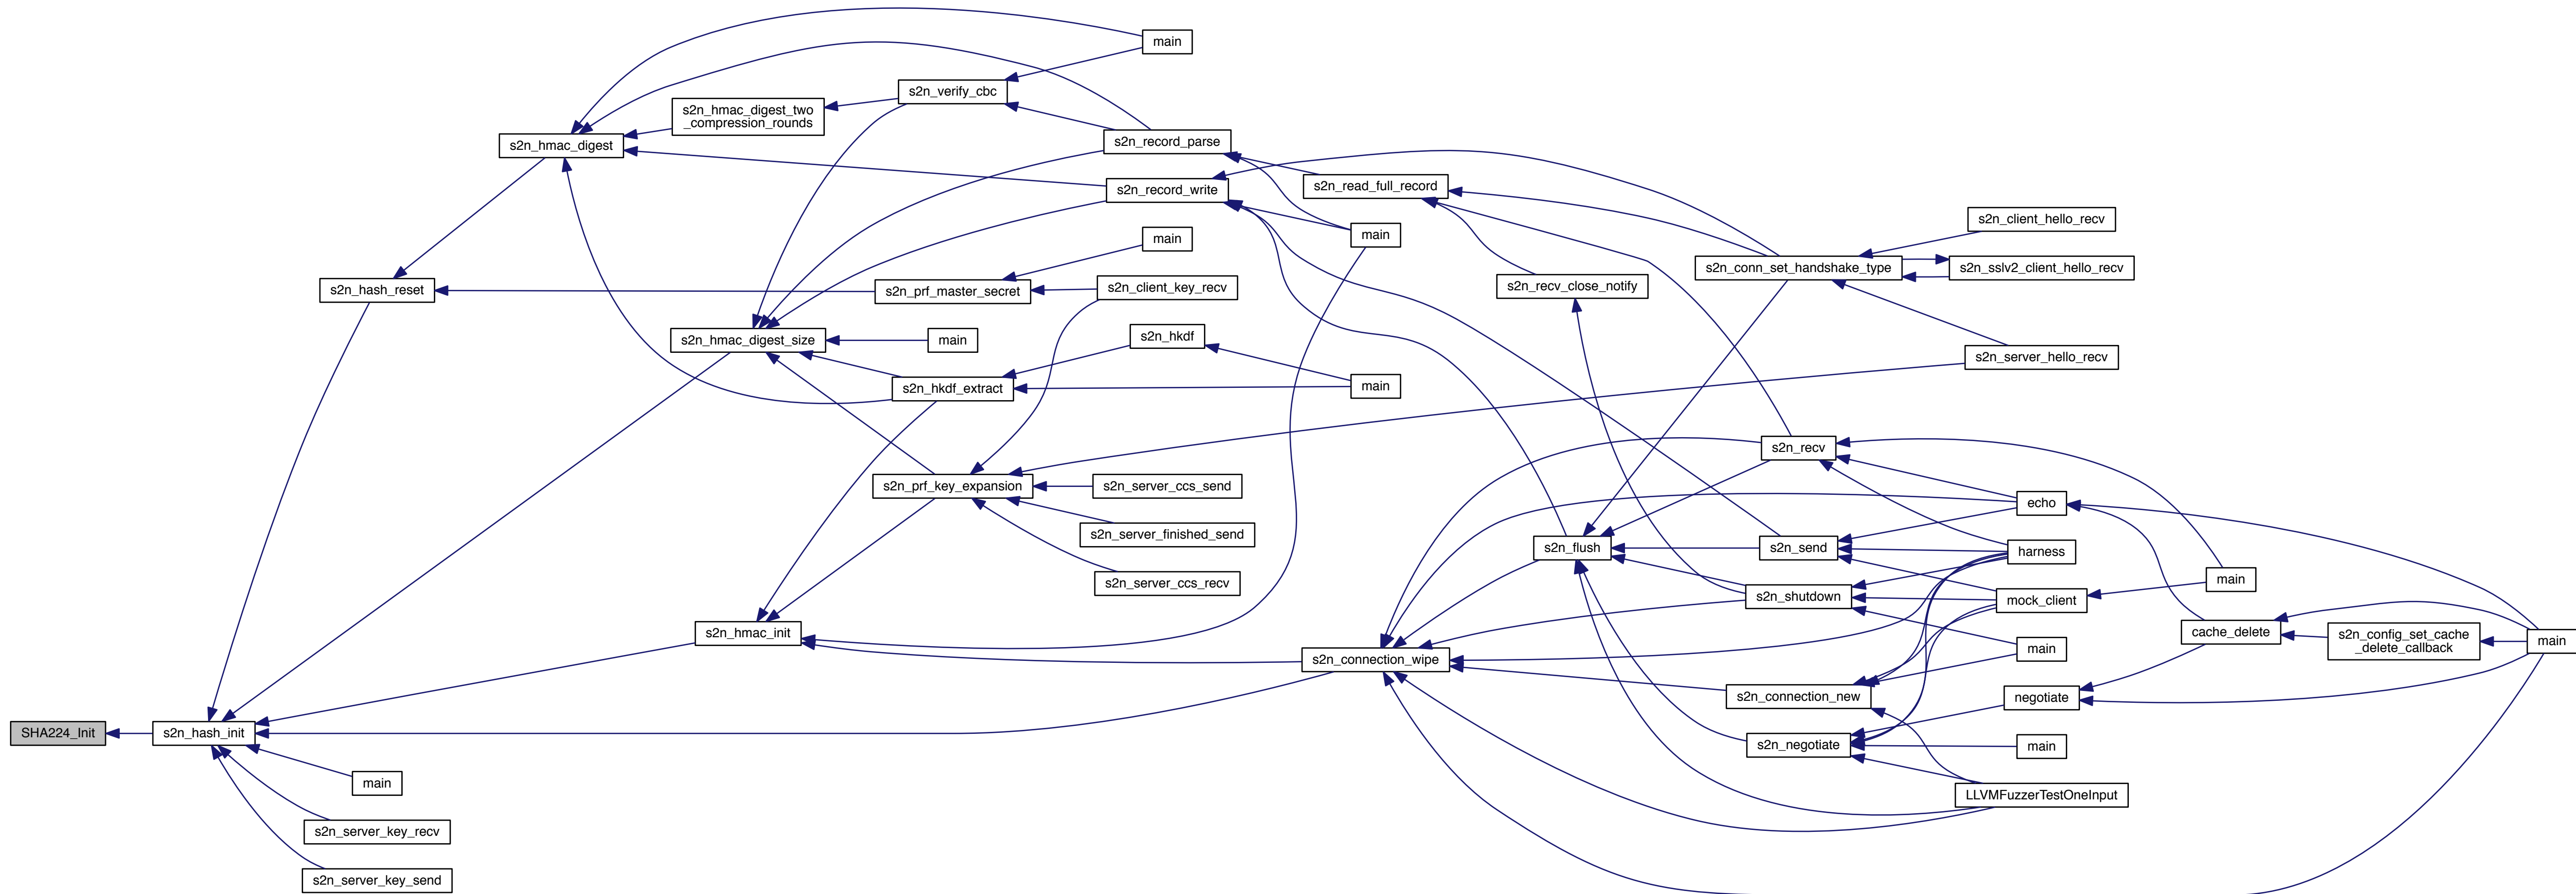 main
s2n_verify_cbc
s2n_hmac_digest_two
_compression_rounds
s2n_hmac_digest
s2n_record_parse
s2n_record_write
s2n_read_full_record
s2n_client_hello_recv
main
main
s2n_conn_set_handshake_type
s2n_sslv2_client_hello_recv
s2n_hash_reset
s2n_prf_master_secret
s2n_client_key_recv
s2n_recv_close_notify
s2n_hmac_digest_size
main
s2n_hkdf
s2n_server_hello_recv
s2n_hkdf_extract
main
s2n_recv
s2n_prf_key_expansion
s2n_server_ccs_send
echo
s2n_server_finished_send
s2n_flush
s2n_send
harness
s2n_server_ccs_recv
main
s2n_shutdown
mock_client
s2n_hmac_init
cache_delete
s2n_config_set_cache
_delete_callback
main
main
s2n_connection_wipe
s2n_connection_new
negotiate
SHA224_Init
s2n_hash_init
s2n_negotiate
main
main
LLVMFuzzerTestOneInput
s2n_server_key_recv
s2n_server_key_send